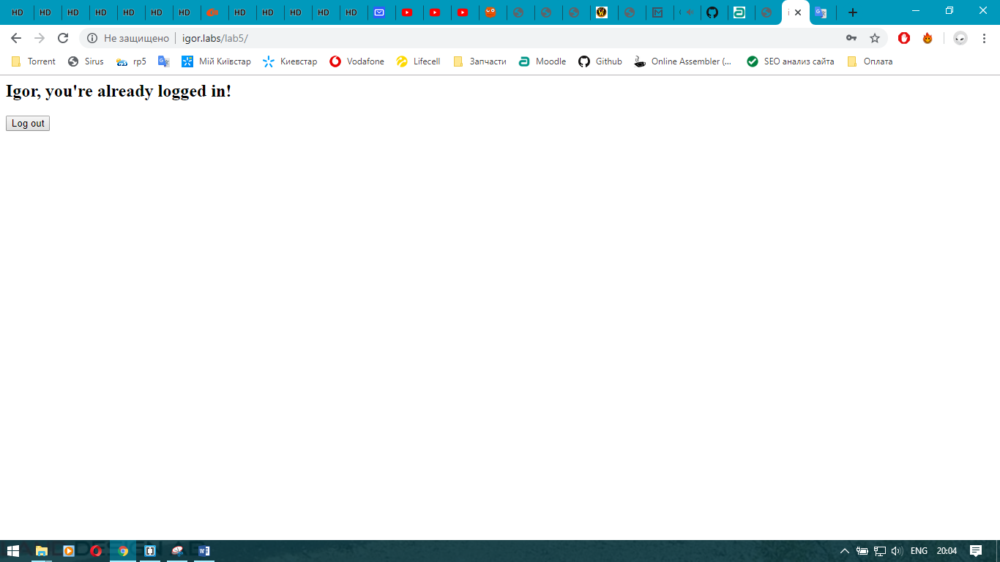 HD HD HD HD HD HD HD HD HD HD HD HD
Не защищено igor.labs/lab5/
Torrent Sirus rp5 Мій Київстар Киевстар Vodafone Lifecell Запчасти Moodle Github Online Assembler (... SEO анализ сайта Оплата
Igor, you're already logged in!
Log out
ENG 20:04